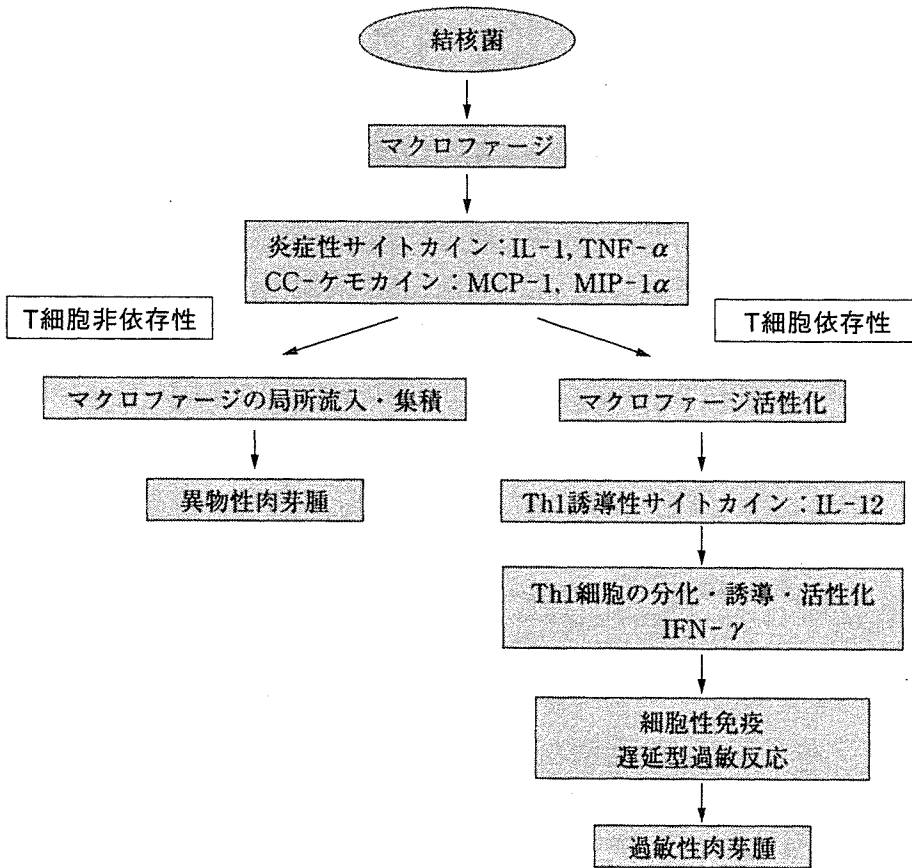 結核菌
マクロファージ
炎症性サイトカイン：IL-1, TNF-α
CC-ケモカイン：MCP-1, MIP-1α
T細胞非依存性
T細胞依存性
マクロファージの局所流入・集積
マクロファージ活性化
異物性肉芽腫
Th1誘導性サイトカイン：IL-12
Th1細胞の分化・誘導・活性化
IFN-γ
細胞性免疫
遅延型過敏反応
過敏性肉芽腫